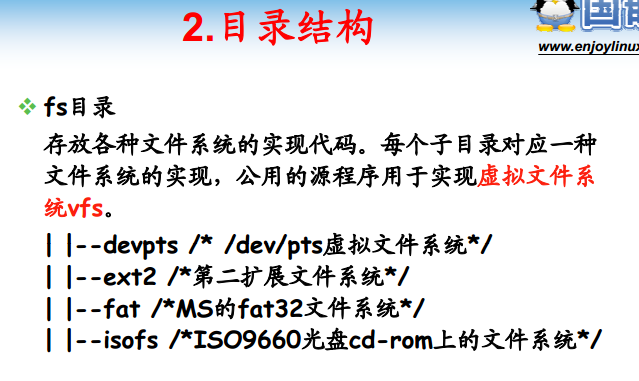 2.目录结构
www.enjoylinux
fs目录
存放各种文件系统的实现代码。每个子目录对应一种
文件系统的实现，公用的源程序用于实现虚拟文件系
统vfs。
| |--devpts /* /dev/pts虚拟文件系统*/
| |--ext2 /*第二扩展文件系统*/
| |--fat /*MS的fat32文件系统*/
| |--isofs /*ISO9660光盘cd-rom上的文件系统*/